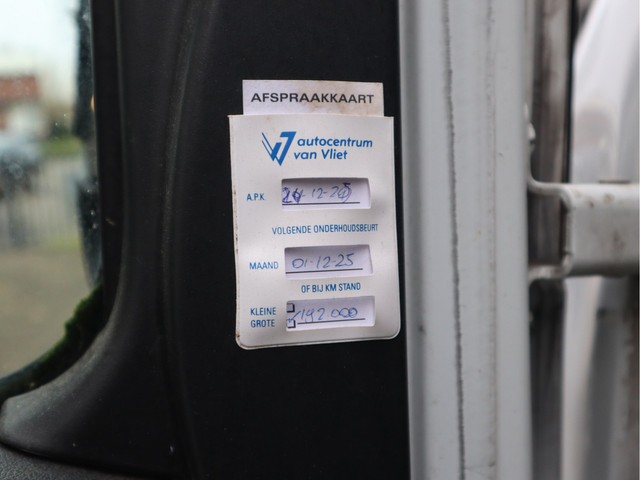 AFSPRAAKKAART
autocentrum
van Vliet
A.P.K.
VOLGENDE ONDERHOUDSBEURT
MAAND 01-12-25
OF BIJ KM STAND
KLEINE
GROTE 192000